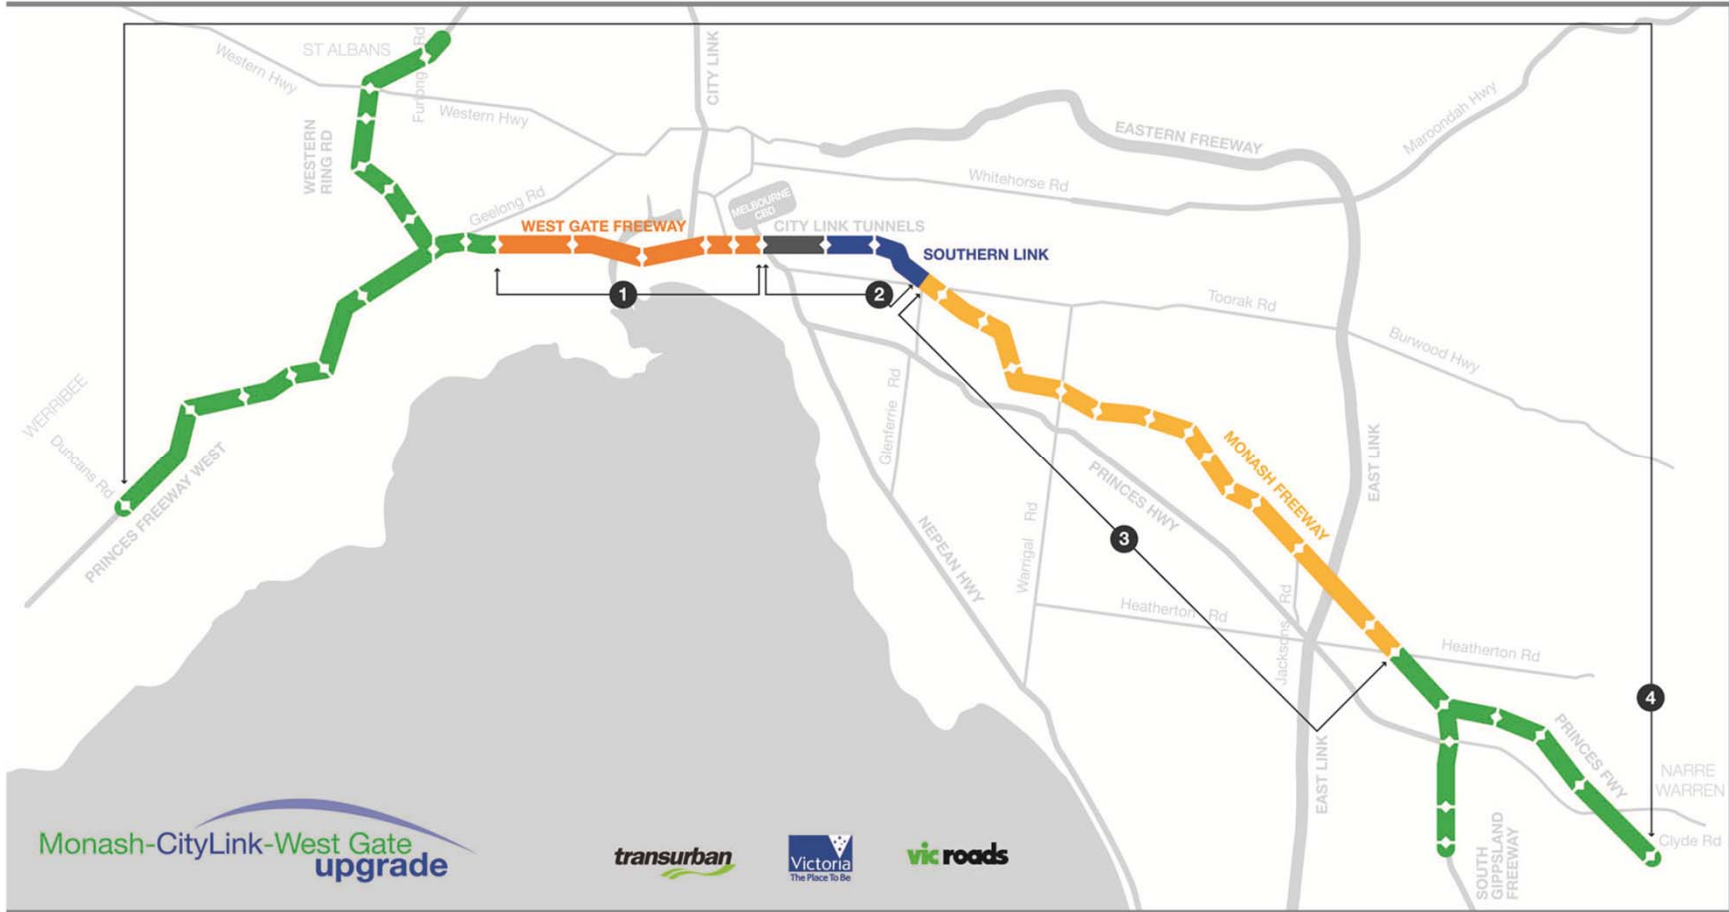 ST ALBANS
Furlong Rd
Western Hwy
Western Hwy
WESTERN
RING RD
CITY LINK
EASTERN FREEWAY
Maroondah Hwy
Whitehorse Rd
Geelong Rd
MELBOURNE
CBD
WEST GATE FREEWAY
CITY LINK TUNNELS
SOUTHERN LINK
1
2
Toorak Rd
Burwood Hwy
WERRIBEE
Duncans Rd
PRINCES FREEWAY WEST
Glenferrie Rd
MONASH FREEWAY
EAST LINK
PRINCES HWY
NEPEAN HWY
Warrigal Rd
3
Heatherton Rd
Jacksons Rd
Heatherton Rd
4
EAST LINK
PRINCES FWY
NARRE
WARREN
Clyde Rd
SOUTH
GIPPSLAND
FREEWAY
Monash-CityLink-West Gate
upgrade
transurban
Victoria
The Place To Be
vicroads